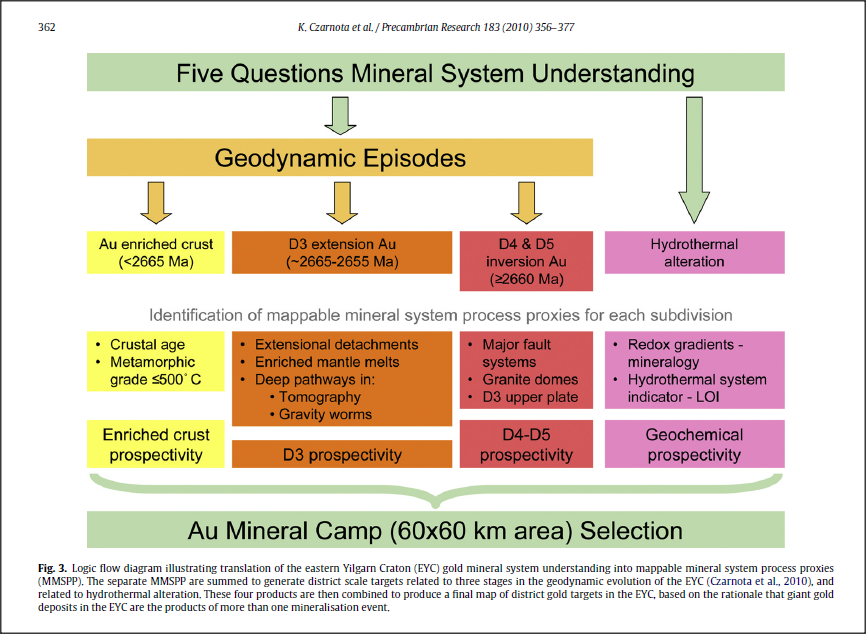 362
K. Czarnota et al. / Precambrian Research 183 (2010) 356–377
Five Questions Mineral System Understanding
Geodynamic Episodes
Au enriched crust
(<2665 Ma)
D3 extension Au
(~2665-2655 Ma)
D4 & D5
inversion Au
(≥2660 Ma)
Hydrothermal
alteration
Identification of mappable mineral system process proxies for each subdivision
• Crustal age
• Metamorphic
grade ≤500˚C
• Extensional detachments
• Enriched mantle melts
• Deep pathways in:
• Tomography
• Gravity worms
• Major fault
systems
• Granite domes
• D3 upper plate
• Redox gradients -
mineralogy
• Hydrothermal system
indicator - LOI
Enriched crust
prospectivity
D3 prospectivity
D4-D5
prospectivity
Geochemical
prospectivity
Au Mineral Camp (60x60 km area) Selection
Fig. 3. Logic flow diagram illustrating translation of the eastern Yilgarn Craton (EYC) gold mineral system understanding into mappable mineral system process proxies
(MMSPP). The separate MMSPP are summed to generate district scale targets related to three stages in the geodynamic evolution of the EYC (Czarnota et al., 2010), and
related to hydrothermal alteration. These four products are then combined to produce a final map of district gold targets in the EYC, based on the rationale that giant gold
deposits in the EYC are the products of more than one mineralisation event.